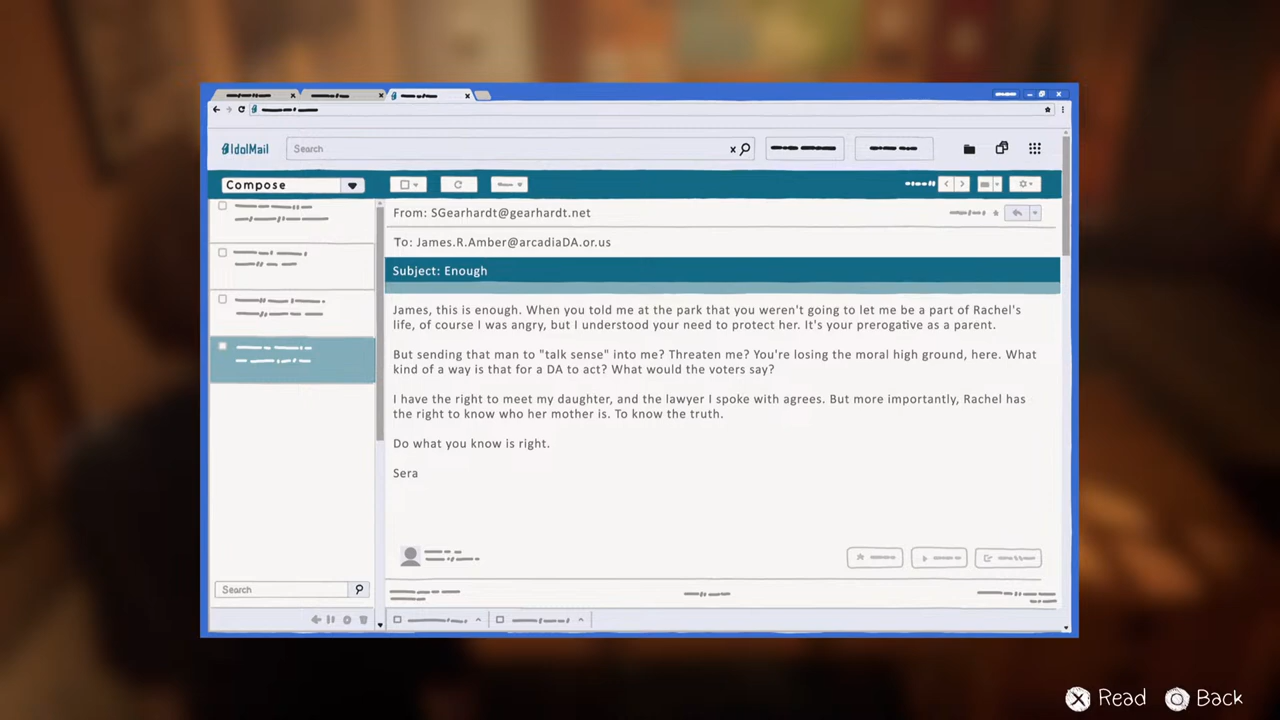 IdolMail
Search
Compose
From: SGearhardt@gearhardt.net
To: James.R.Amber@arcadiaDA.or.us
Subject: Enough
James, this is enough. When you told me at the park that you weren't going to let me be a part of Rachel's
life, of course I was angry, but I understood your need to protect her. It's your prerogative as a parent.
But sending that man to "talk sense" into me? Threaten me? You're losing the moral high ground, here. What
kind of a way is that for a DA to act? What would the voters say?
I have the right to meet my daughter, and the lawyer I spoke with agrees. But more importantly, Rachel has
the right to know who her mother is. To know the truth.
Do what you know is right.
Sera
Search
Read Back